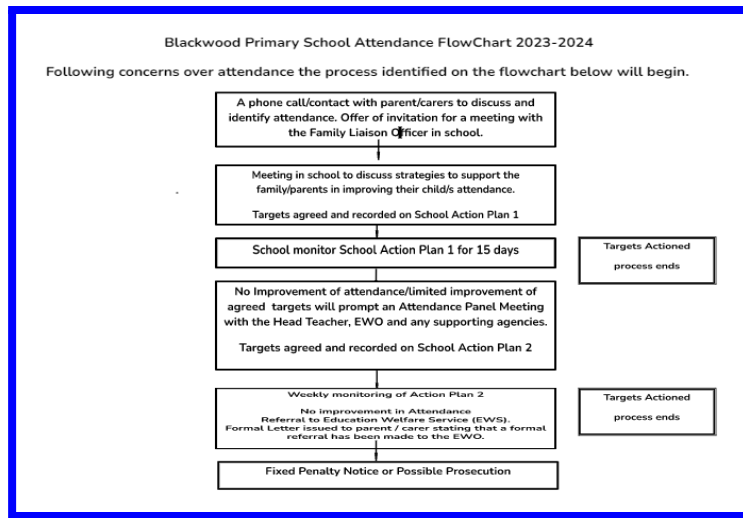 Blackwood Primary School Attendance FlowChart 2023-2024
Following concerns over attendance the process identified on the flowchart below will begin.
A phone call/contact with parent/carers to discuss and
identify attendance. Offer of invitation for a meeting with
the Family Liaison Officer in school.
Meeting in school to discuss strategies to support the
family/parents in improving their child/s attendance.
Targets agreed and recorded on School Action Plan 1
School monitor School Action Plan 1 for 15 days
Targets Actioned
process ends
No Improvement of attendance/limited improvement of
agreed targets will prompt an Attendance Panel Meeting
with the Head Teacher, EWO and any supporting agencies.
Targets agreed and recorded on School Action Plan 2
Weekly monitoring of Action Plan 2
No improvement in Attendance
Referral to Education Welfare Service (EWS).
Formal Letter issued to parent / carer stating that a formal
referral has been made to the EWO.
Targets Actioned
process ends
Fixed Penalty Notice or Possible Prosecution